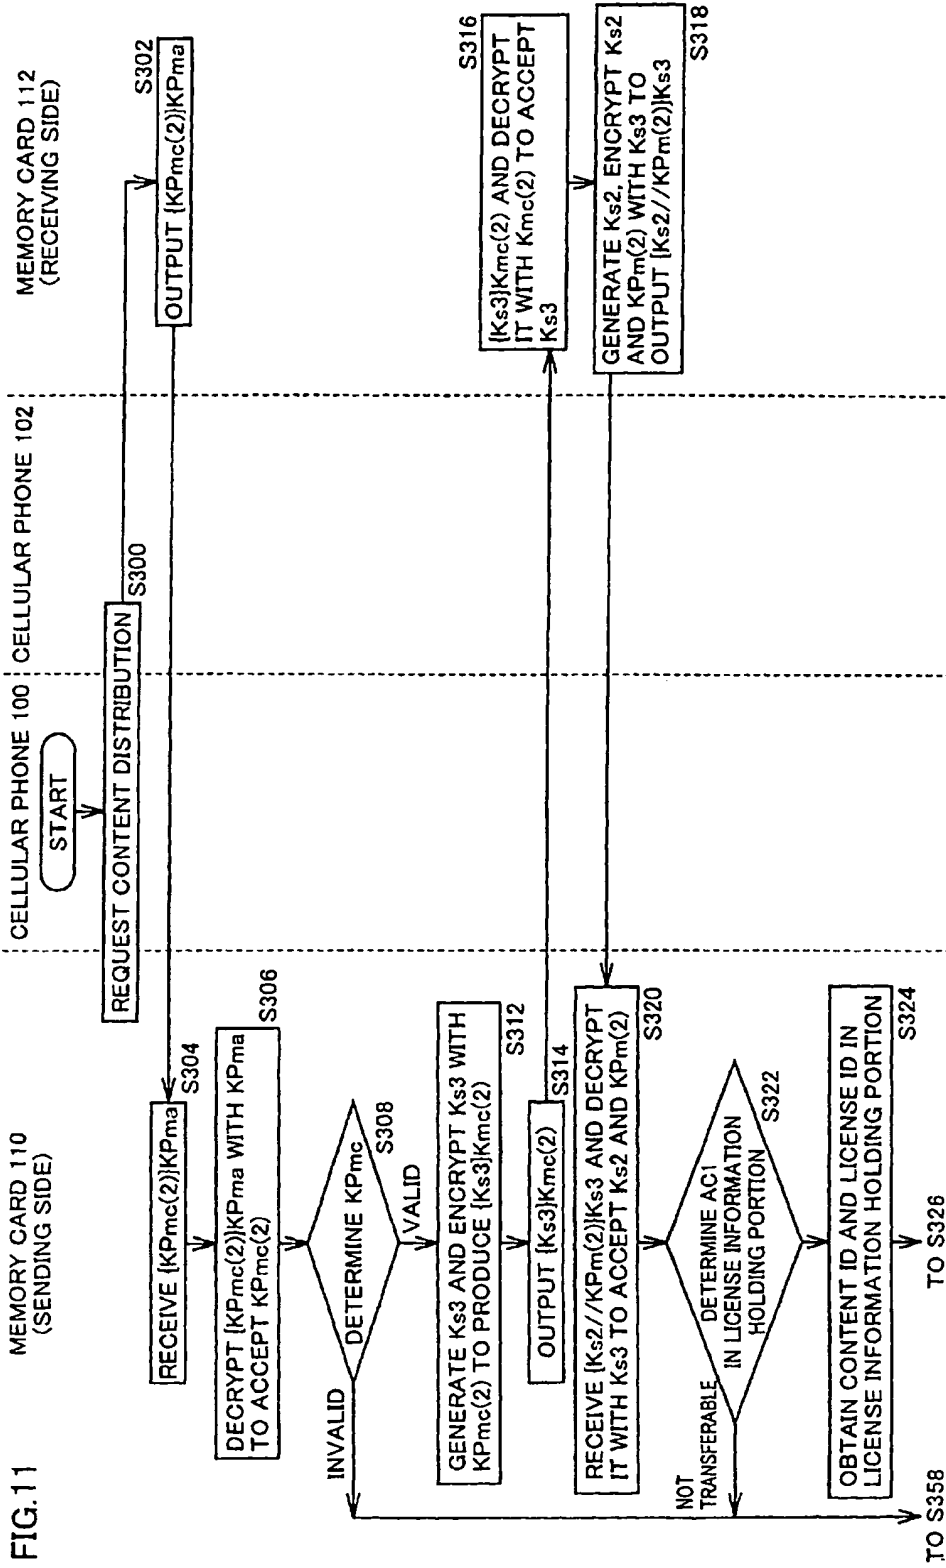 FIG.11
MEMORY CARD 110
(SENDING SIDE)
CELLULAR PHONE 100
CELLULAR PHONE 102
MEMORY CARD 112
(RECEIVING SIDE)
START
REQUEST CONTENT DISTRIBUTION
S300
S302
OUTPUT {KPmc(2)}KPma
S304
RECEIVE {KPmc(2)}KPma
S306
DECRYPT {KPmc(2)}KPma WITH KPma
TO ACCEPT KPmc(2)
S308
DETERMINE KPmc
INVALID
VALID
S312
GENERATE Ks3 AND ENCRYPT Ks3 WITH
KPmc(2) TO PRODUCE {Ks3}Kmc(2)
S314
OUTPUT {Ks3}Kmc(2)
S316
{Ks3}Kmc(2) AND DECRYPT
IT WITH Kmc(2) TO ACCEPT
Ks3
S318
GENERATE Ks2, ENCRYPT Ks2
AND KPm(2) WITH Ks3 TO
OUTPUT {Ks2//KPm(2)}Ks3
S320
RECEIVE {Ks2//KPm(2)}Ks3 AND DECRYPT
IT WITH Ks3 TO ACCEPT Ks2 AND KPm(2)
S322
DETERMINE AC1
IN LICENSE INFORMATION
HOLDING PORTION
NOT
TRANSFERABLE
S324
OBTAIN CONTENT ID AND LICENSE ID IN
LICENSE INFORMATION HOLDING PORTION
TO S358
TO S326